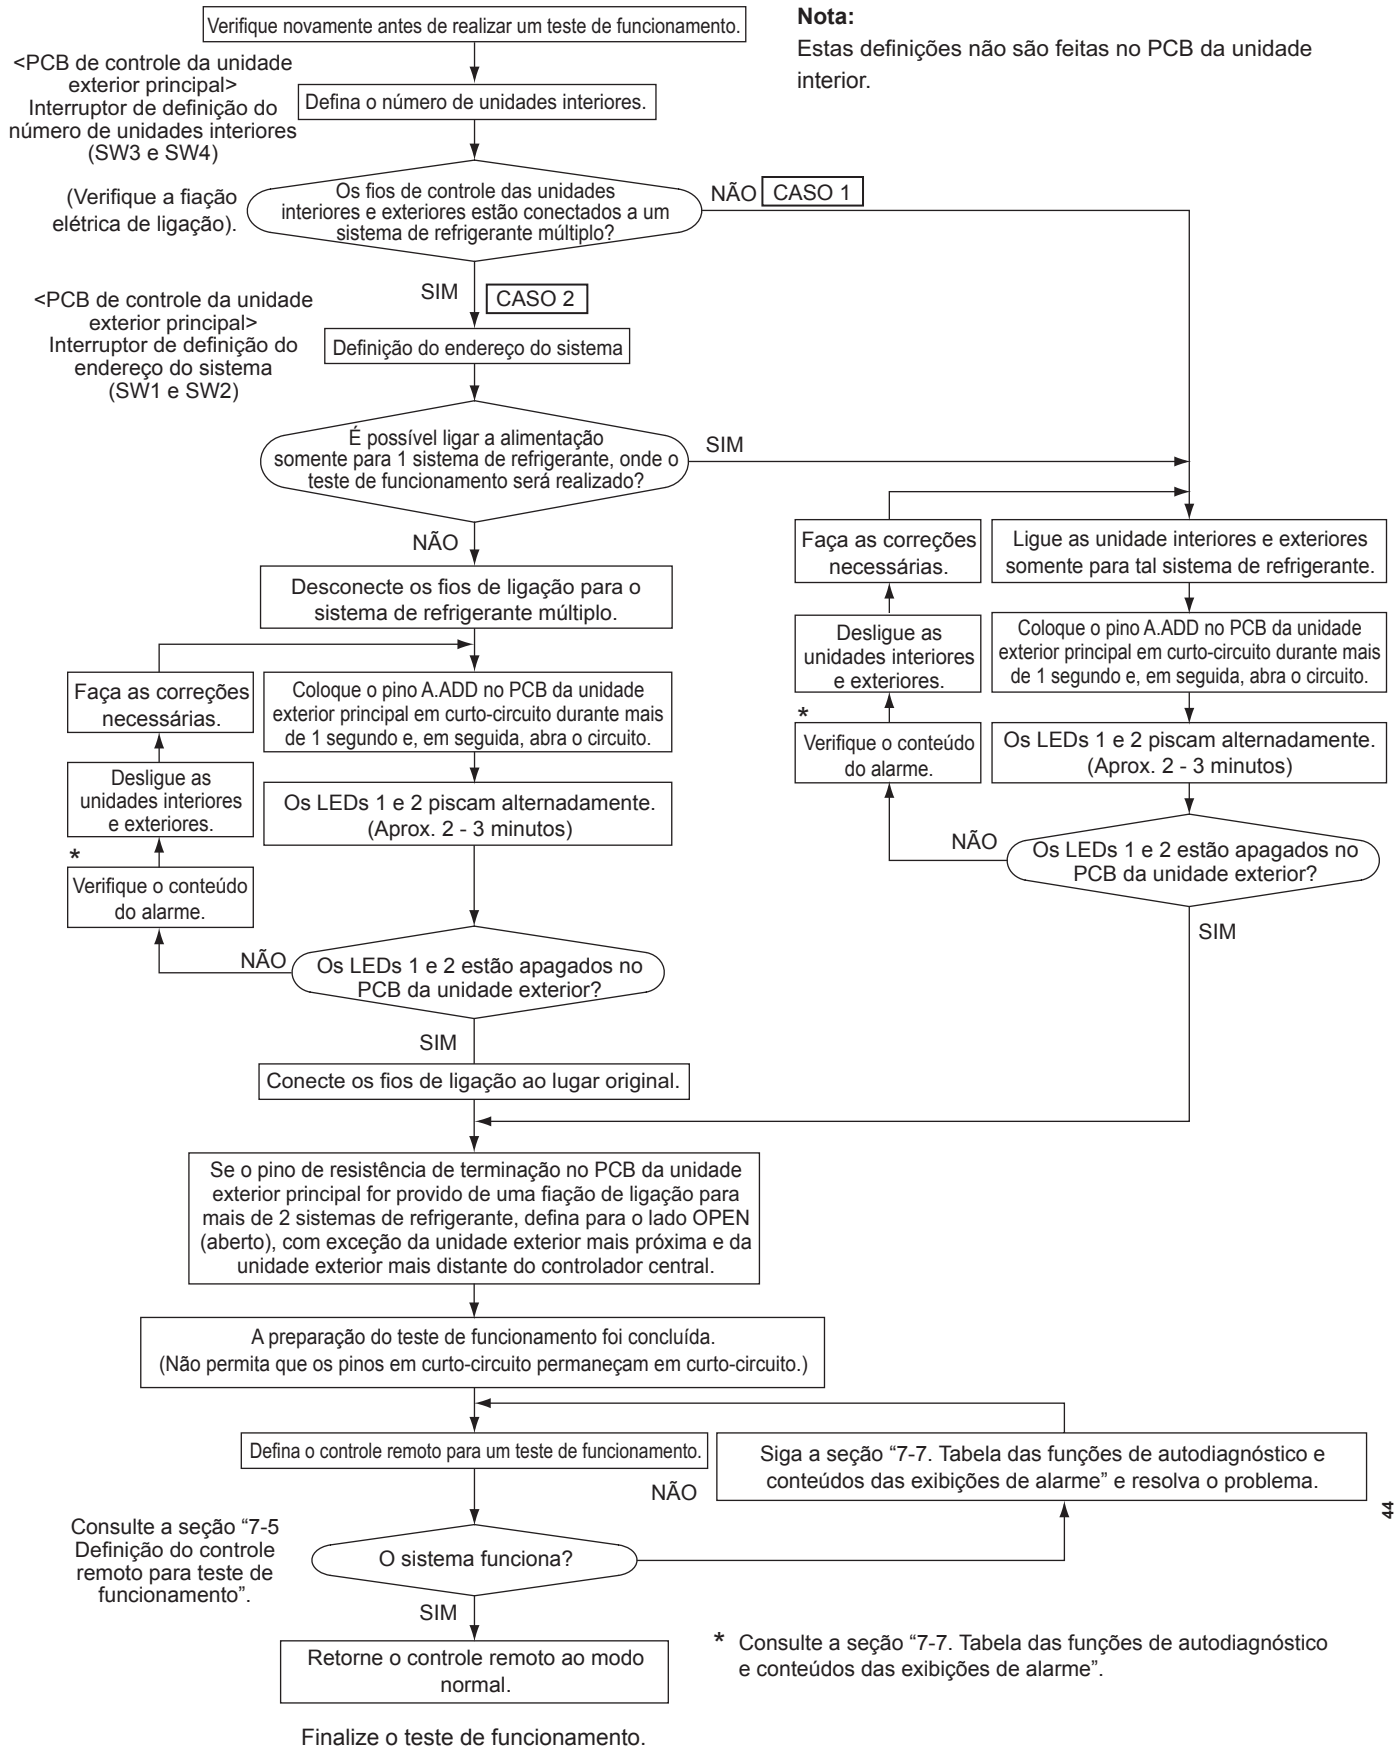 Verifique novamente antes de realizar um teste de funcionamento.
Nota:
Estas definições não são feitas no PCB da unidade
interior.
<PCB de controle da unidade
exterior principal>
Interruptor de definição do
número de unidades interiores
(SW3 e SW4)
Defina o número de unidades interiores.
(Verifique a fiação
elétrica de ligação).
Os fios de controle das unidades
interiores e exteriores estão conectados a um
sistema de refrigerante múltiplo?
NÃO CASO 1
SIM CASO 2
<PCB de controle da unidade
exterior principal>
Interruptor de definição do
endereço do sistema
(SW1 e SW2)
Definição do endereço do sistema
É possível ligar a alimentação
somente para 1 sistema de refrigerante, onde o
teste de funcionamento será realizado?
SIM
NÃO
Desconecte os fios de ligação para o
sistema de refrigerante múltiplo.
Faça as correções
necessárias.
Coloque o pino A.ADD no PCB da unidade
exterior principal em curto-circuito durante mais
de 1 segundo e, em seguida, abra o circuito.
Desligue as
unidades interiores
e exteriores.
Os LEDs 1 e 2 piscam alternadamente.
(Aprox. 2 - 3 minutos)
*
Verifique o conteúdo
do alarme.
NÃO
Os LEDs 1 e 2 estão apagados no
PCB da unidade exterior?
SIM
Conecte os fios de ligação ao lugar original.
Faça as correções
necessárias.
Ligue as unidade interiores e exteriores
somente para tal sistema de refrigerante.
Desligue as
unidades interiores
e exteriores.
Coloque o pino A.ADD no PCB da unidade
exterior principal em curto-circuito durante mais
de 1 segundo e, em seguida, abra o circuito.
*
Verifique o conteúdo
do alarme.
Os LEDs 1 e 2 piscam alternadamente.
(Aprox. 2 - 3 minutos)
NÃO
Os LEDs 1 e 2 estão apagados no
PCB da unidade exterior?
SIM
Se o pino de resistência de terminação no PCB da unidade
exterior principal for provido de uma fiação de ligação para
mais de 2 sistemas de refrigerante, defina para o lado OPEN
(aberto), com exceção da unidade exterior mais próxima e da
unidade exterior mais distante do controlador central.
A preparação do teste de funcionamento foi concluída.
(Não permita que os pinos em curto-circuito permaneçam em curto-circuito.)
Defina o controle remoto para um teste de funcionamento.
Siga a seção “7-7. Tabela das funções de autodiagnóstico e
conteúdos das exibições de alarme” e resolva o problema.
NÃO
Consulte a seção “7-5
Definição do controle
remoto para teste de
funcionamento”.
O sistema funciona?
SIM
Retorne o controle remoto ao modo
normal.
* Consulte a seção “7-7. Tabela das funções de autodiagnóstico
e conteúdos das exibições de alarme”.
Finalize o teste de funcionamento.
44